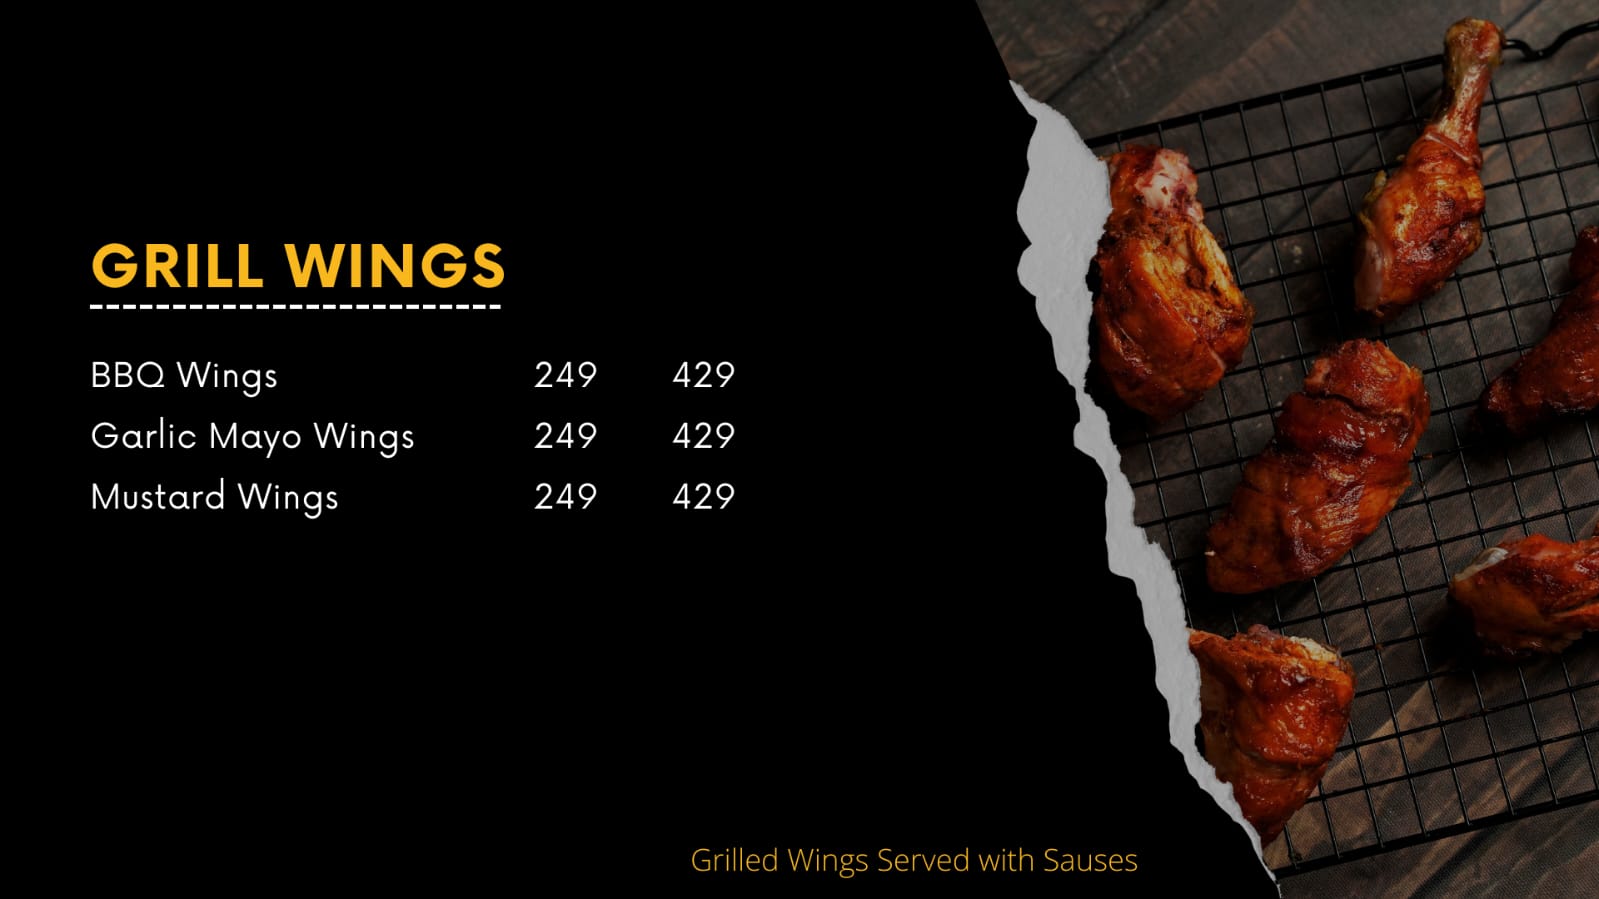 GRILL WINGS
BBQ Wings 249 429
Garlic Mayo Wings 249 429
Mustard Wings 249 429
Grilled Wings Served with Sauses